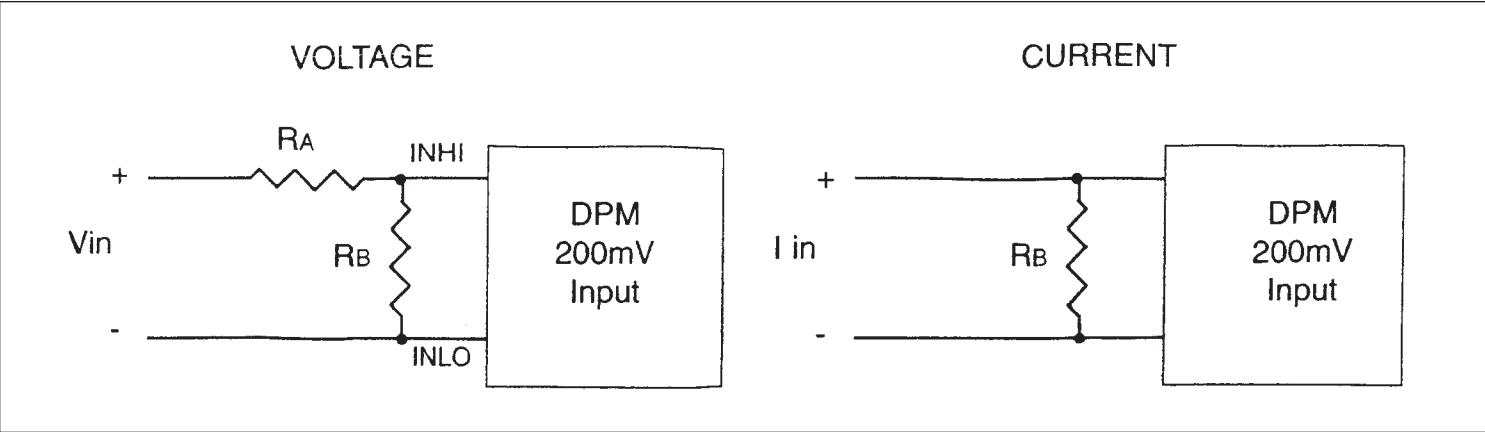 VOLTAGE
RA
INHI
+
Vin
RB
-
INLO
DPM
200mV
Input
CURRENT
+
I in
RB
-
DPM
200mV
Input